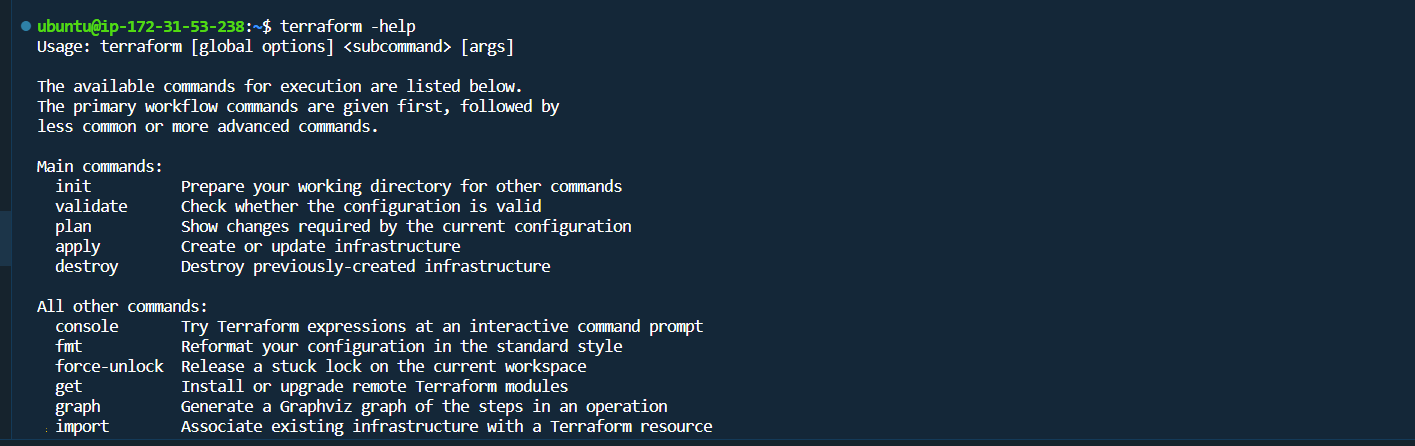 ubuntu@ip-172-31-53-238:~$ terraform -help
Usage: terraform [global options] <subcommand> [args]
The available commands for execution are listed below.
The primary workflow commands are given first, followed by
less common or more advanced commands.
Main commands:
init Prepare your working directory for other commands
validate Check whether the configuration is valid
plan Show changes required by the current configuration
apply Create or update infrastructure
destroy Destroy previously-created infrastructure
All other commands:
console Try Terraform expressions at an interactive command prompt
fmt Reformat your configuration in the standard style
force-unlock Release a stuck lock on the current workspace
get Install or upgrade remote Terraform modules
graph Generate a Graphviz graph of the steps in an operation
import Associate existing infrastructure with a Terraform resource